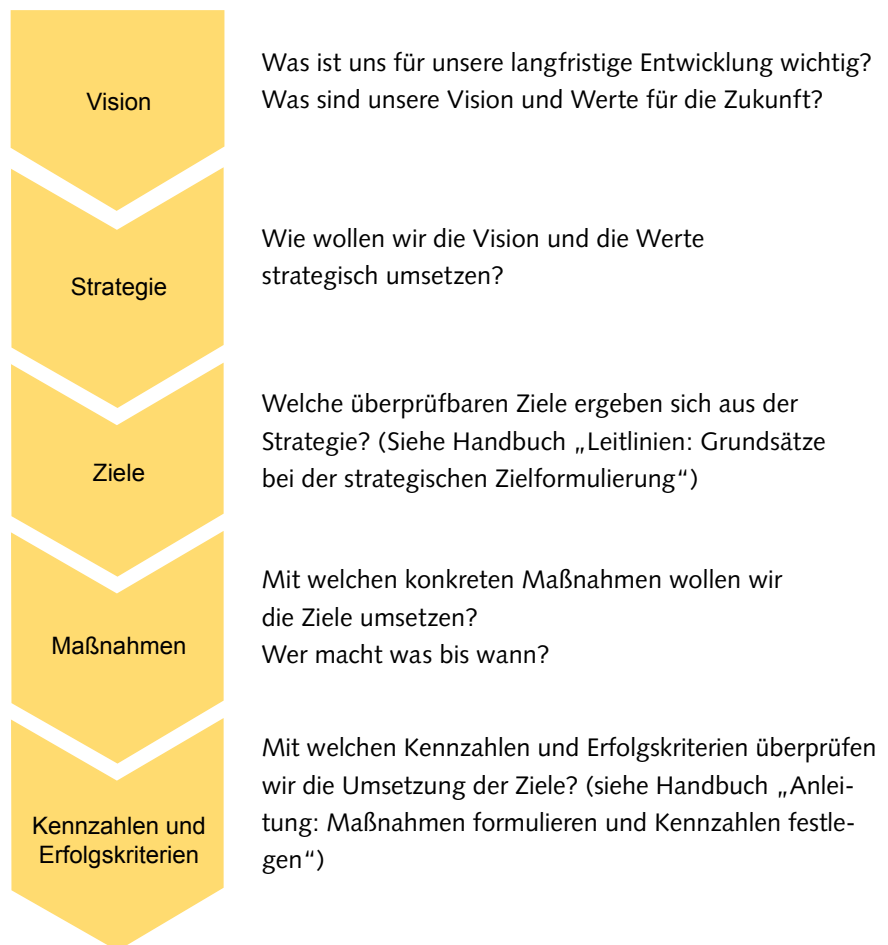 Vision
Was ist uns für unsere langfristige Entwicklung wichtig?
Was sind unsere Vision und Werte für die Zukunft?
Strategie
Wie wollen wir die Vision und die Werte
strategisch umsetzen?
Ziele
Welche überprüfbaren Ziele ergeben sich aus der
Strategie? (Siehe Handbuch „Leitlinien: Grundsätze
bei der strategischen Zielformulierung“)
Maßnahmen
Mit welchen konkreten Maßnahmen wollen wir
die Ziele umsetzen?
Wer macht was bis wann?
Kennzahlen und
Erfolgskriterien
Mit welchen Kennzahlen und Erfolgskriterien überprüfen
wir die Umsetzung der Ziele? (siehe Handbuch „Anlei-
tung: Maßnahmen formulieren und Kennzahlen festle-
gen“)